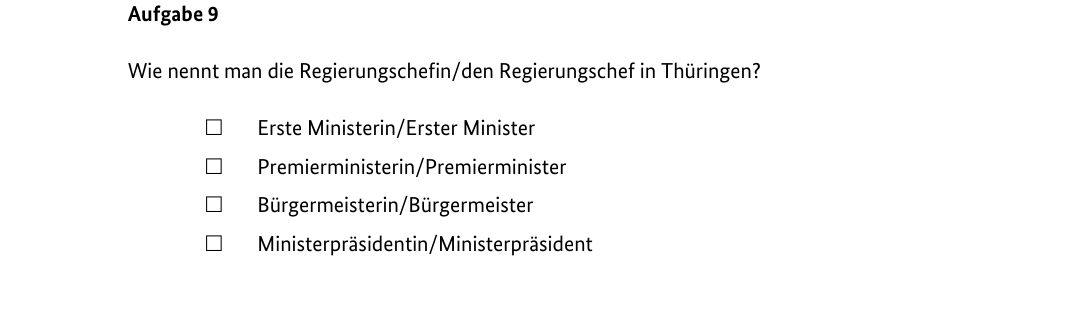 Aufgabe 9
Wie nennt man die Regierungschefin/den Regierungschef in Thüringen?
☐ Erste Ministerin/Erster Minister
☐ Premierministerin/Premierminister
☐ Bürgermeisterin/Bürgermeister
☐ Ministerpräsidentin/Ministerpräsident